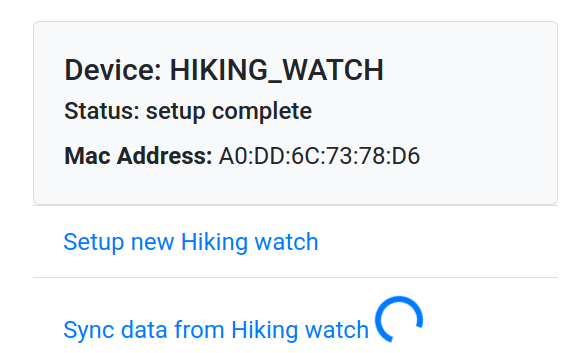 Device: HIKING_WATCH
Status: setup complete
Mac Address: A0:DD:6C:73:78:D6
Setup new Hiking watch
Sync data from Hiking watch